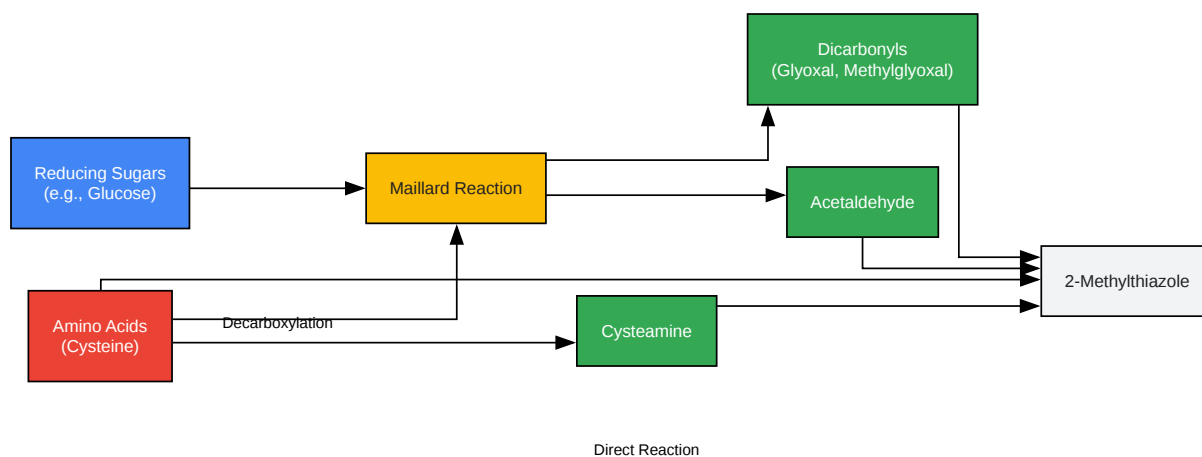 Dicarbonyls
(Glyoxal, Methylglyoxal)
Reducing Sugars
(e.g., Glucose)
Maillard Reaction
Acetaldehyde
2-Methylthiazole
Amino Acids
(Cysteine)
Decarboxylation
Cysteamine
Direct Reaction